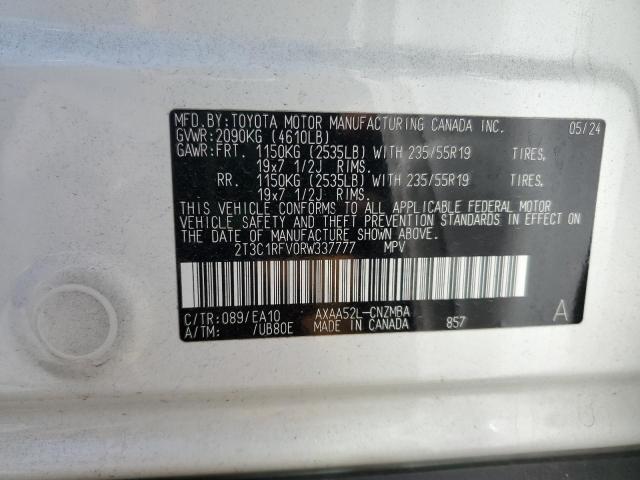 MFD.BY:TOYOTA MOTOR MANUFACTURING CANADA INC. 05/24
GVWR:2090KG (4610LB)
GAWR:FRT. 1150KG (2535LB) WITH 235/55R19 TIRES,
19x7 1/2J RIMS.
RR. 1150KG (2535LB) WITH 235/55R19 TIRES,
19x7 1/2J RIMS.
THIS VEHICLE CONFORMS TO ALL APPLICABLE FEDERAL MOTOR
VEHICLE SAFETY AND THEFT PREVENTION STANDARDS IN EFFECT ON
THE DATE OF MANUFACTURE SHOWN ABOVE.
2T3C1RFV0RW337777 MPV
C/TR:089/EA10 AXAA52L-CNZMBA A
A/TM: /UB80E MADE IN CANADA 857